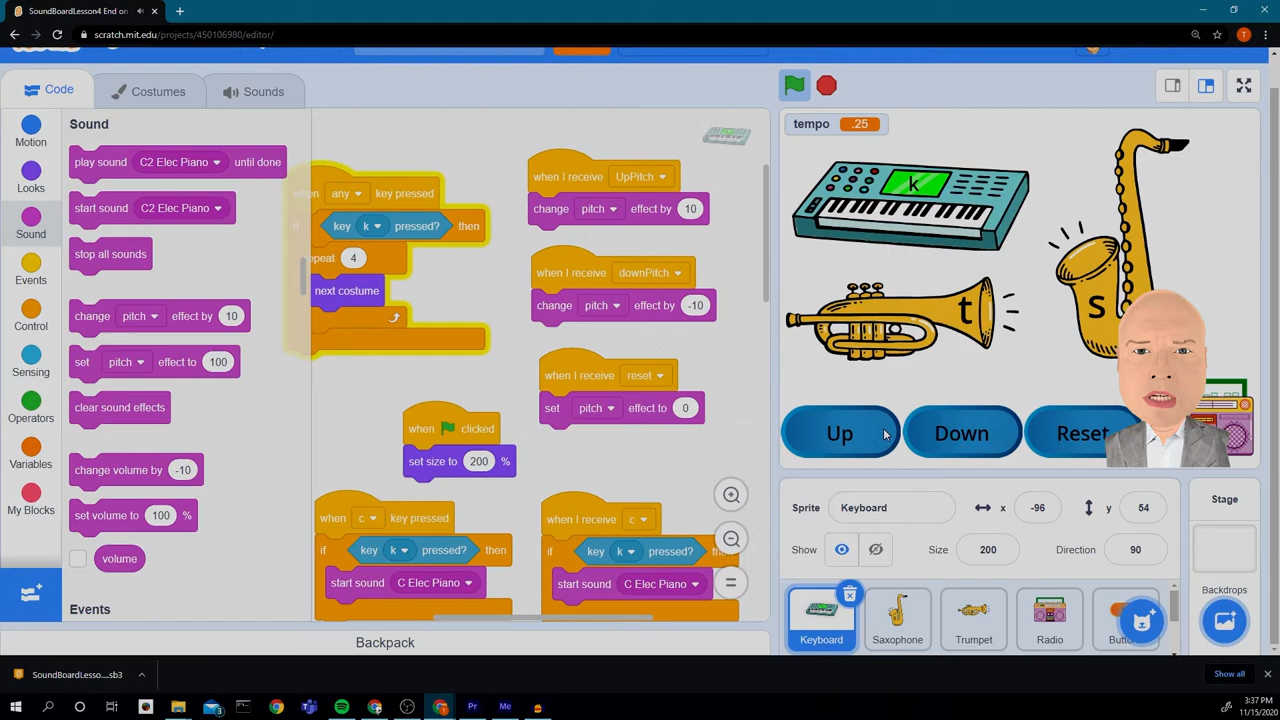 SoundBoardLesson4 End on
scratch.mit.edu/projects/450106980/editor/
T
Code
Costumes
Sounds
Motion
Looks
Sound
Events
Control
Sensing
Operators
Variables
My Blocks
Sound
play sound C2 Elec Piano until done
start sound C2 Elec Piano
stop all sounds
change pitch effect by 10
set pitch effect to 100
clear sound effects
change volume by -10
set volume to 100 %
volume
Events
when any key pressed
if key k pressed? then
repeat 4
next costume
when clicked
set size to 200 %
when c key pressed
if key k pressed? then
start sound C Elec Piano
when I receive UpPitch
change pitch effect by 10
when I receive downPitch
change pitch effect by -10
when I receive reset
set pitch effect to 0
when I receive c
if key k pressed? then
start sound C Elec Piano
Backpack
tempo .25
k
s
t
Up
Down
Reset
Sprite Keyboard x -96 y 54
Show Size 200 Direction 90
Keyboard
Saxophone
Trumpet
Radio
Butt
Stage
Backdrops
SoundBoardLesso....sb3
Show all
3:37 PM
11/15/2020